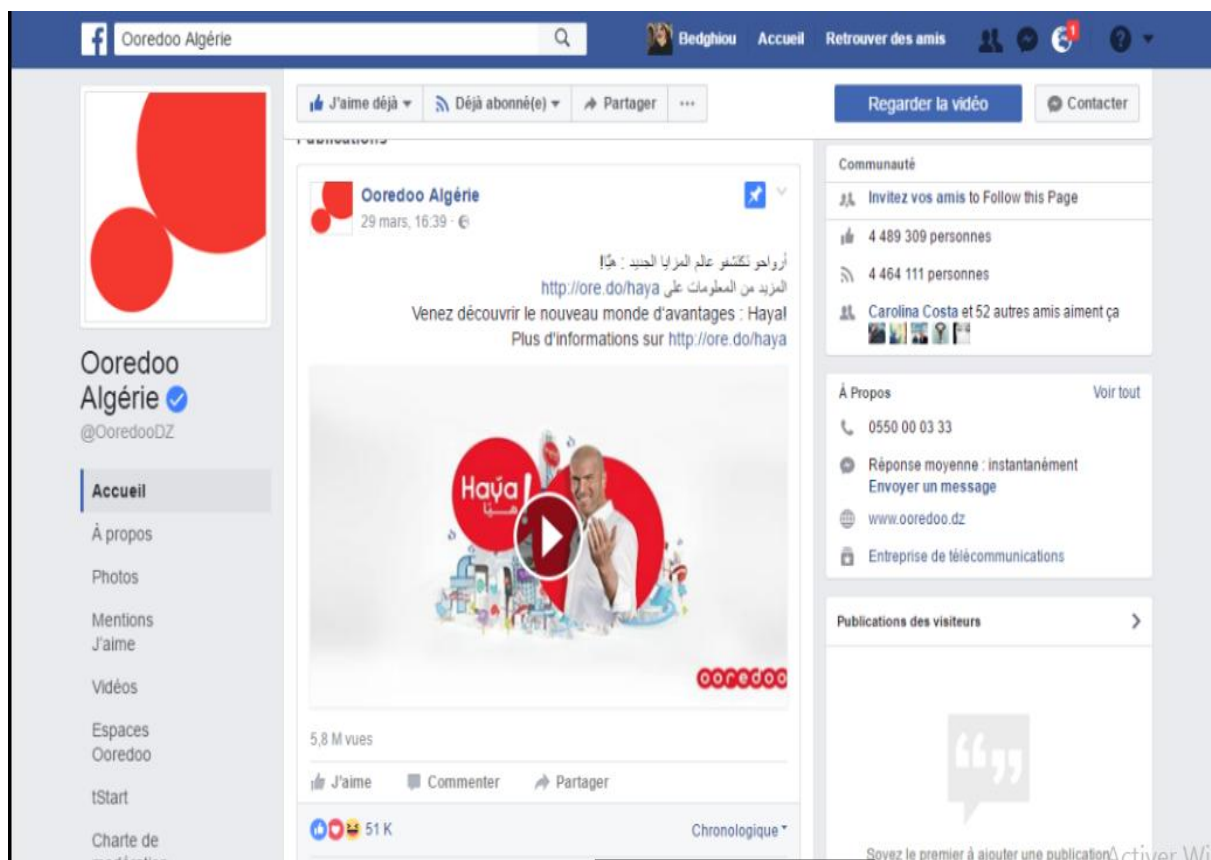 Ooredoo Algérie
Bedghiou
Accueil
Retrouver des amis
1
J'aime déjà
Déjà abonné(e)
Partager
Regarder la vidéo
Contacter
Ooredoo
Algérie
@OoredooDZ
Accueil
À propos
Photos
Mentions
J'aime
Vidéos
Espaces
Ooredoo
tStart
Charte de
Publications
Ooredoo Algérie
29 mars, 16:39
أرواحو تكتشفو عالم المزايا الجديد : هيّا!
المزيد من المعلومات على http://ore.do/haya
Venez découvrir le nouveau monde d'avantages : Haya!
Plus d'informations sur http://ore.do/haya
Haya!
هيّا
ooredoo
5,8 M vues
J'aime
Commenter
Partager
51 K
Chronologique
Communauté
Invitez vos amis to Follow this Page
4 489 309 personnes
4 464 111 personnes
Carolina Costa et 52 autres amis aiment ça
À Propos
Voir tout
0550 00 03 33
Réponse moyenne : instantanément
Envoyer un message
www.ooredoo.dz
Entreprise de télécommunications
Publications des visiteurs
Soyez le premier à ajouter une publication
Activer Wi